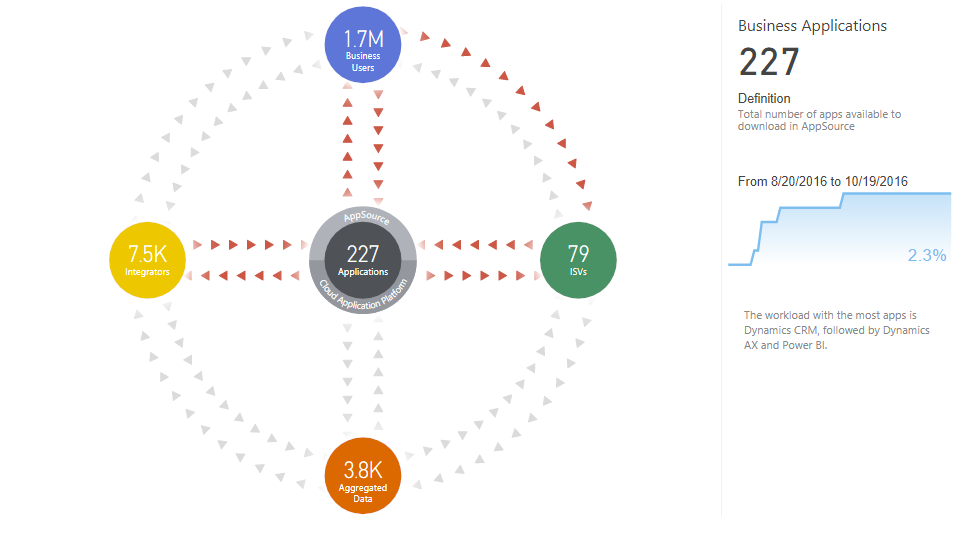 1.7M
Business
Users
AppSource
227
Applications
Cloud Application Platform
7.5K
Integrators
79
ISVs
3.8K
Aggregated
Data
Business Applications
227
Definition
Total number of apps available to
download in AppSource
From 8/20/2016 to 10/19/2016
2.3%
The workload with the most apps is
Dynamics CRM, followed by Dynamics
AX and Power BI.